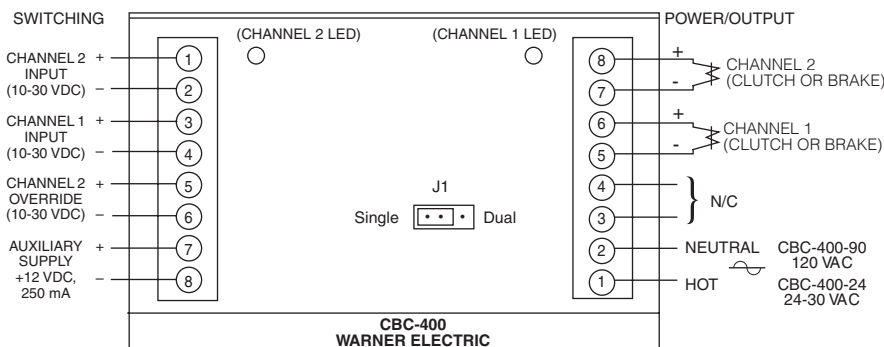 SWITCHING
POWER/OUTPUT
(CHANNEL 2 LED)
(CHANNEL 1 LED)
CHANNEL 2 +
INPUT
(10-30 VDC) –
CHANNEL 1 +
INPUT
(10-30 VDC) –
CHANNEL 2 +
OVERRIDE
(10-30 VDC) –
AUXILIARY +
SUPPLY
+12 VDC, –
250 mA
1
2
3
4
5
6
7
8
J1
Single
Dual
8
7
6
5
4
3
2
1
+
-
CHANNEL 2
(CLUTCH OR BRAKE)
+
-
CHANNEL 1
(CLUTCH OR BRAKE)
} N/C
NEUTRAL
HOT
CBC-400-90
120 VAC
CBC-400-24
24-30 VAC
CBC-400
WARNER ELECTRIC